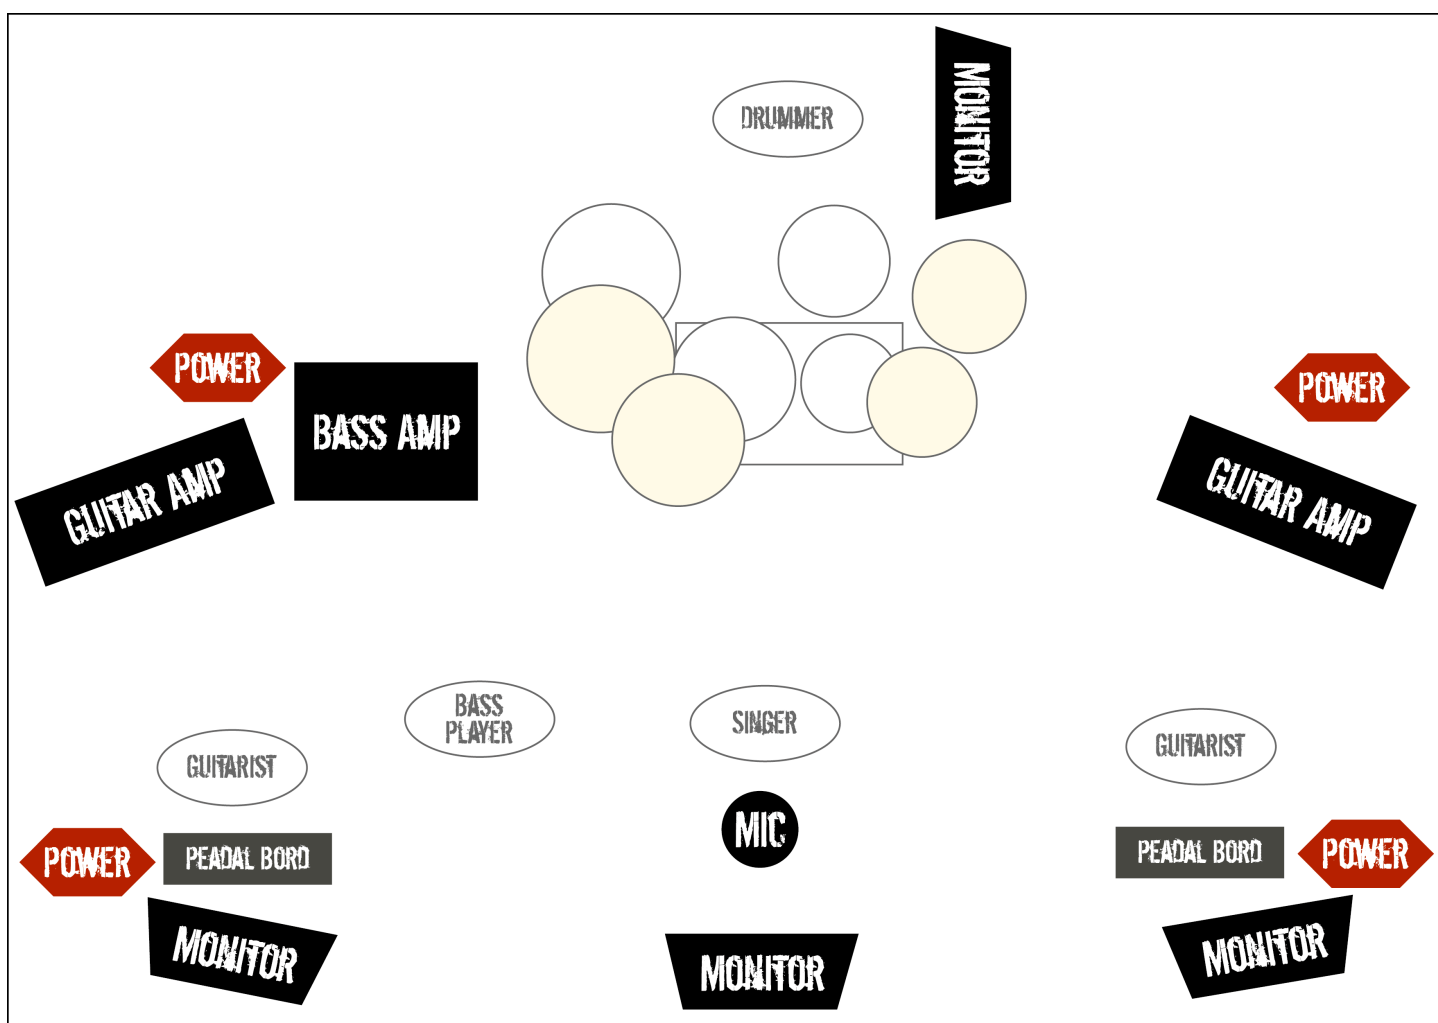 MONITOR
DRUMMER
POWER
POWER
BASS AMP
GUITAR AMP
GUITAR AMP
BASS
PLAYER
SINGER
GUITARIST
GUITARIST
MIC
POWER
PEADAL BORD
PEADAL BORD
POWER
MONITOR
MONITOR
MONITOR